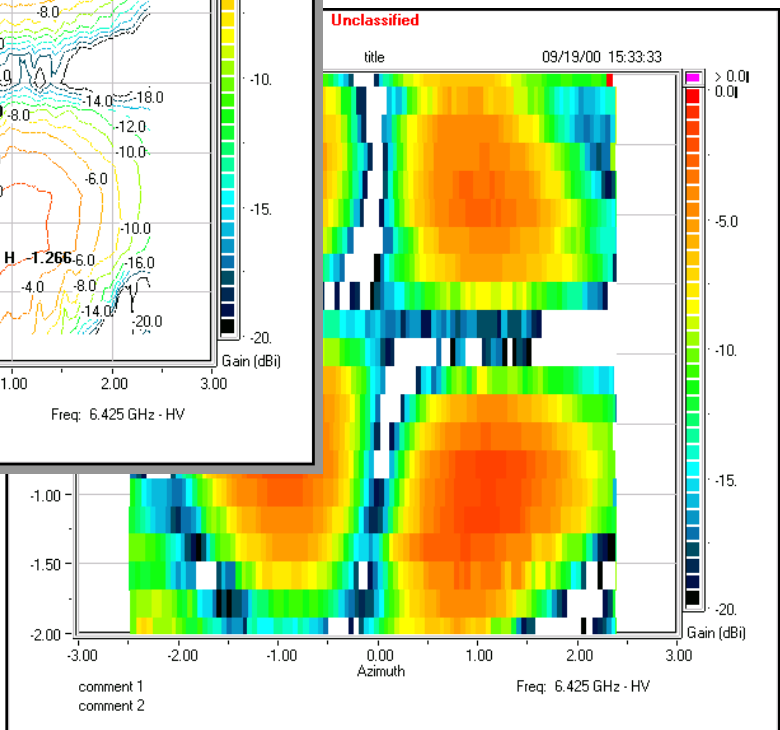 Unclassified
title 09/19/00 15:33:33
-8.0
-10.
-14.0
-18.0
-8.0
-12.0
-10.0
-6.0
-15.
-10.0
H -1.266
-6.0
-16.0
-4.0
-8.0
-14.0
-20.0
-20.
Gain (dBi)
1.00 2.00 3.00
Freq: 6.425 GHz - HV
> 0.0
0.0
-5.0
-10.
-15.
-20.
Gain (dBi)
-1.00
-1.50
-2.00
-3.00 -2.00 -1.00 0.00 1.00 2.00 3.00
Azimuth
comment 1 Freq: 6.425 GHz - HV
comment 2